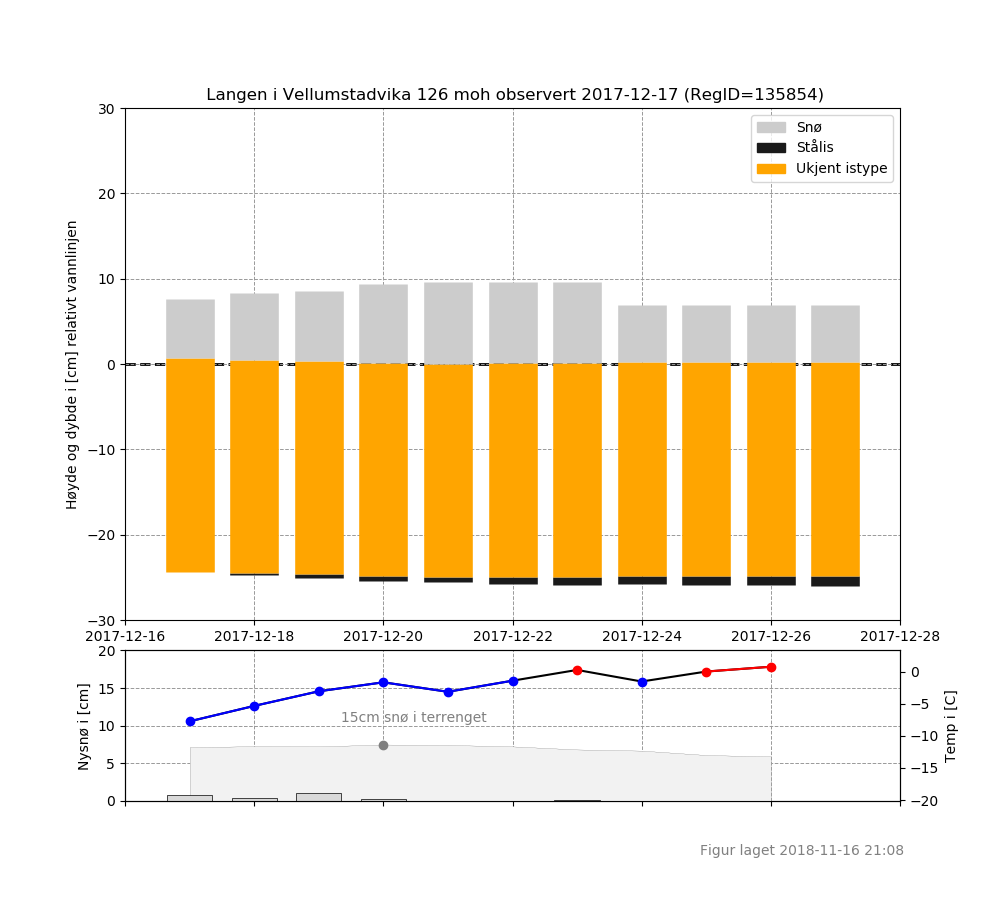 Langen i Vellumstadvika 126 moh observert 2017-12-17 (RegID=135854)
Snø
Stålis
Ukjent istype
Høyde og dybde i [cm] relativt vannlinjen
30
20
10
0
−10
−20
−30
2017-12-16
2017-12-18
2017-12-20
2017-12-22
2017-12-24
2017-12-26
2017-12-28
Nysnø i [cm]
20
15
10
5
0
15cm snø i terrenget
0
−5
−10
−15
−20
Temp i [C]
Figur laget 2018-11-16 21:08